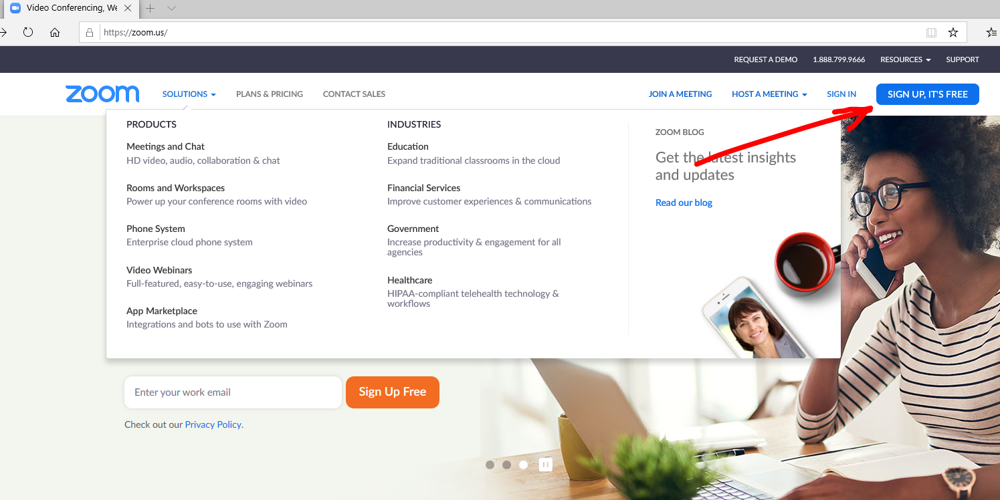 Video Conferencing, We
https://zoom.us/
REQUEST A DEMO 1.888.799.9666 RESOURCES SUPPORT
zoom SOLUTIONS PLANS & PRICING CONTACT SALES JOIN A MEETING HOST A MEETING SIGN IN SIGN UP, IT'S FREE
PRODUCTS
Meetings and Chat
HD video, audio, collaboration & chat
Rooms and Workspaces
Power up your conference rooms with video
Phone System
Enterprise cloud phone system
Video Webinars
Full-featured, easy-to-use, engaging webinars
App Marketplace
Integrations and bots to use with Zoom
INDUSTRIES
Education
Expand traditional classrooms in the cloud
Financial Services
Improve customer experiences & communications
Government
Increase productivity & engagement for all
agencies
Healthcare
HIPAA-compliant telehealth technology &
workflows
ZOOM BLOG
Get the latest insights
and updates
Read our blog
Enter your work email Sign Up Free
Check out our Privacy Policy.